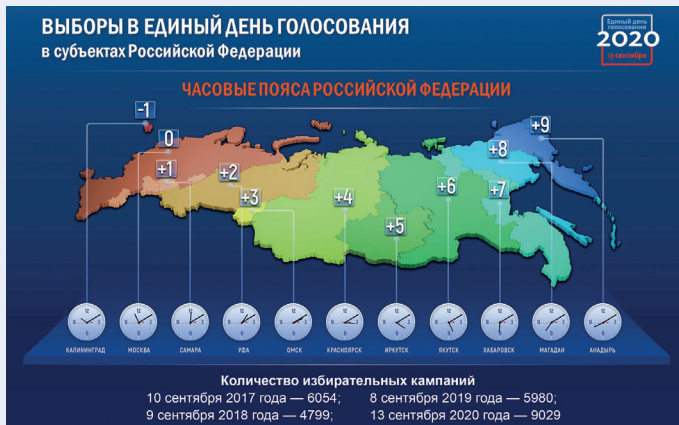 ВЫБОРЫ В ЕДИНЫЙ ДЕНЬ ГОЛОСОВАНИЯ
в субъектах Российской Федерации
Единый день
голосования
2020
13 сентября
ЧАСОВЫЕ ПОЯСА РОССИЙСКОЙ ФЕДЕРАЦИИ
-1
0
+1
+2
+3
+4
+5
+6
+7
+8
+9
КАЛИНИНГРАД МОСКВА САМАРА УФА ОМСК КРАСНОЯРСК ИРКУТСК ЯКУТСК ХАБАРОВСК МАГАДАН АНАДЫРЬ
Количество избирательных кампаний
10 сентября 2017 года — 6054; 8 сентября 2019 года — 5980;
9 сентября 2018 года — 4799; 13 сентября 2020 года — 9029